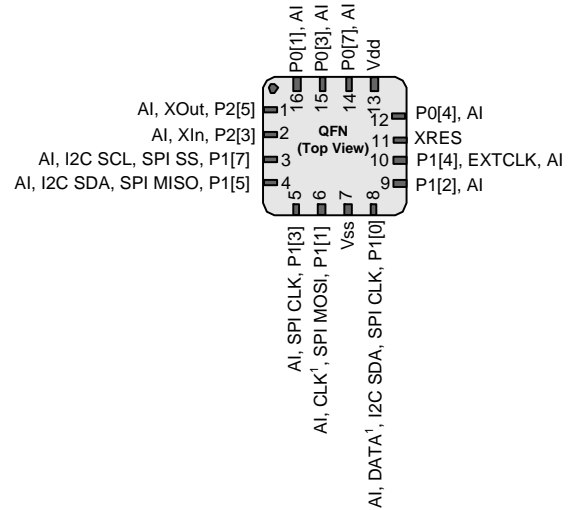 P0[1], AI
P0[3], AI
P0[7], AI
Vdd
16
15
14
13
AI, XOut, P2[5]
1
AI, XIn, P2[3]
2
AI, I2C SCL, SPI SS, P1[7]
3
AI, I2C SDA, SPI MISO, P1[5]
4
QFN
(Top View)
12
P0[4], AI
11
XRES
10
P1[4], EXTCLK, AI
9
P1[2], AI
5
6
7
8
AI, SPI CLK, P1[3]
AI, CLK¹, SPI MOSI, P1[1]
Vss
AI, DATA¹, I2C SDA, SPI CLK, P1[0]